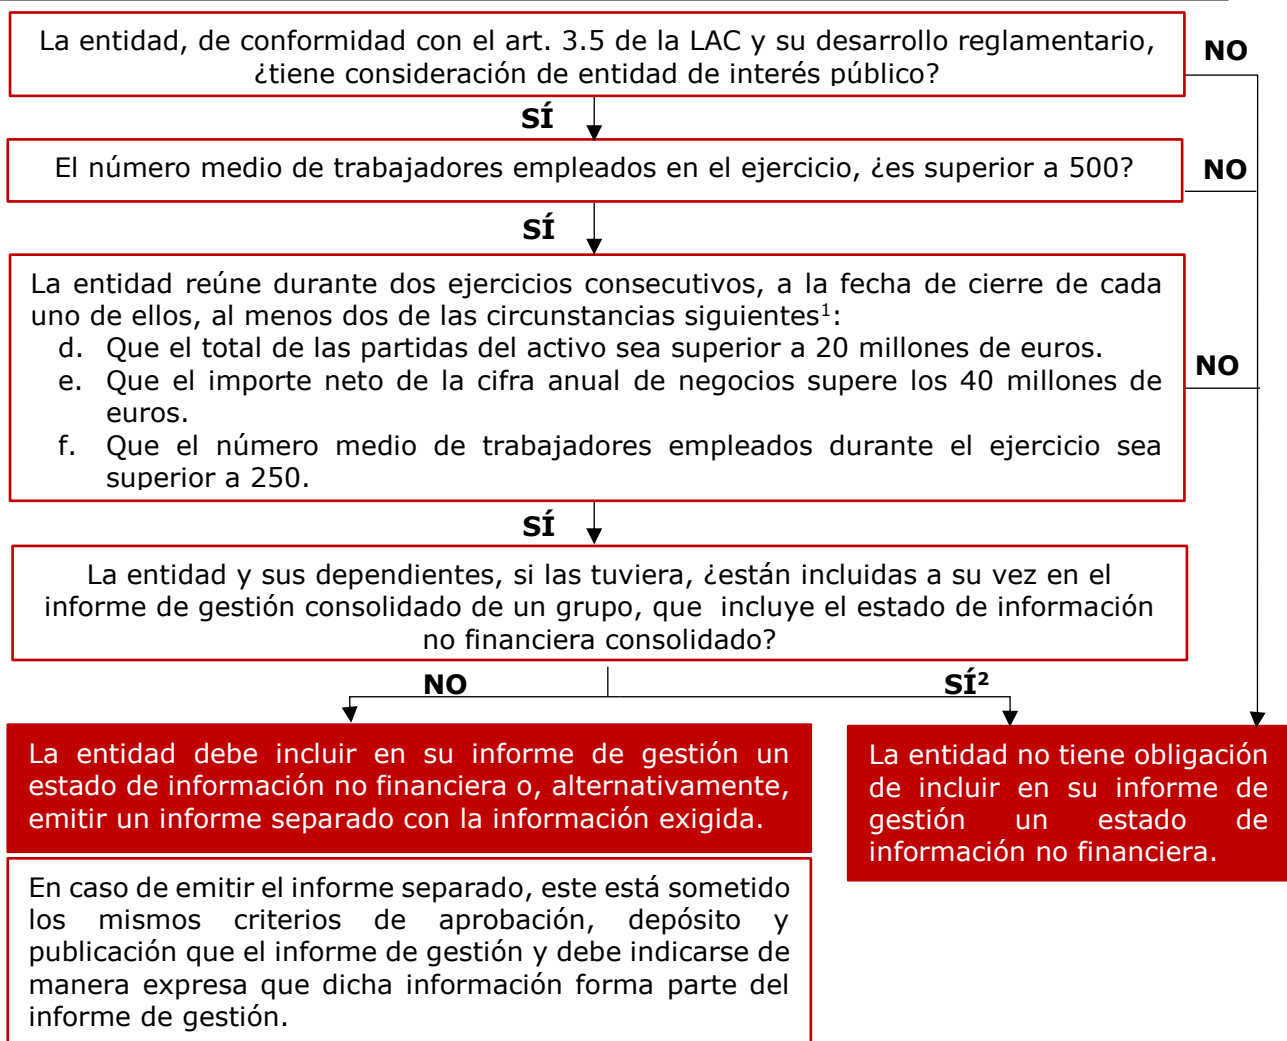 La entidad, de conformidad con el art. 3.5 de la LAC y su desarrollo reglamentario,
¿tiene consideración de entidad de interés público?
NO
SÍ
El número medio de trabajadores empleados en el ejercicio, ¿es superior a 500?
NO
SÍ
La entidad reúne durante dos ejercicios consecutivos, a la fecha de cierre de cada
uno de ellos, al menos dos de las circunstancias siguientes¹:
d. Que el total de las partidas del activo sea superior a 20 millones de euros.
e. Que el importe neto de la cifra anual de negocios supere los 40 millones de
euros.
f. Que el número medio de trabajadores empleados durante el ejercicio sea
superior a 250.
NO
SÍ
La entidad y sus dependientes, si las tuviera, ¿están incluidas a su vez en el
informe de gestión consolidado de un grupo, que incluye el estado de información
no financiera consolidado?
NO
SÍ²
La entidad debe incluir en su informe de gestión un
estado de información no financiera o, alternativamente,
emitir un informe separado con la información exigida.
La entidad no tiene obligación
de incluir en su informe de
gestión un estado de
información no financiera.
En caso de emitir el informe separado, este está sometido
los mismos criterios de aprobación, depósito y
publicación que el informe de gestión y debe indicarse de
manera expresa que dicha información forma parte del
informe de gestión.